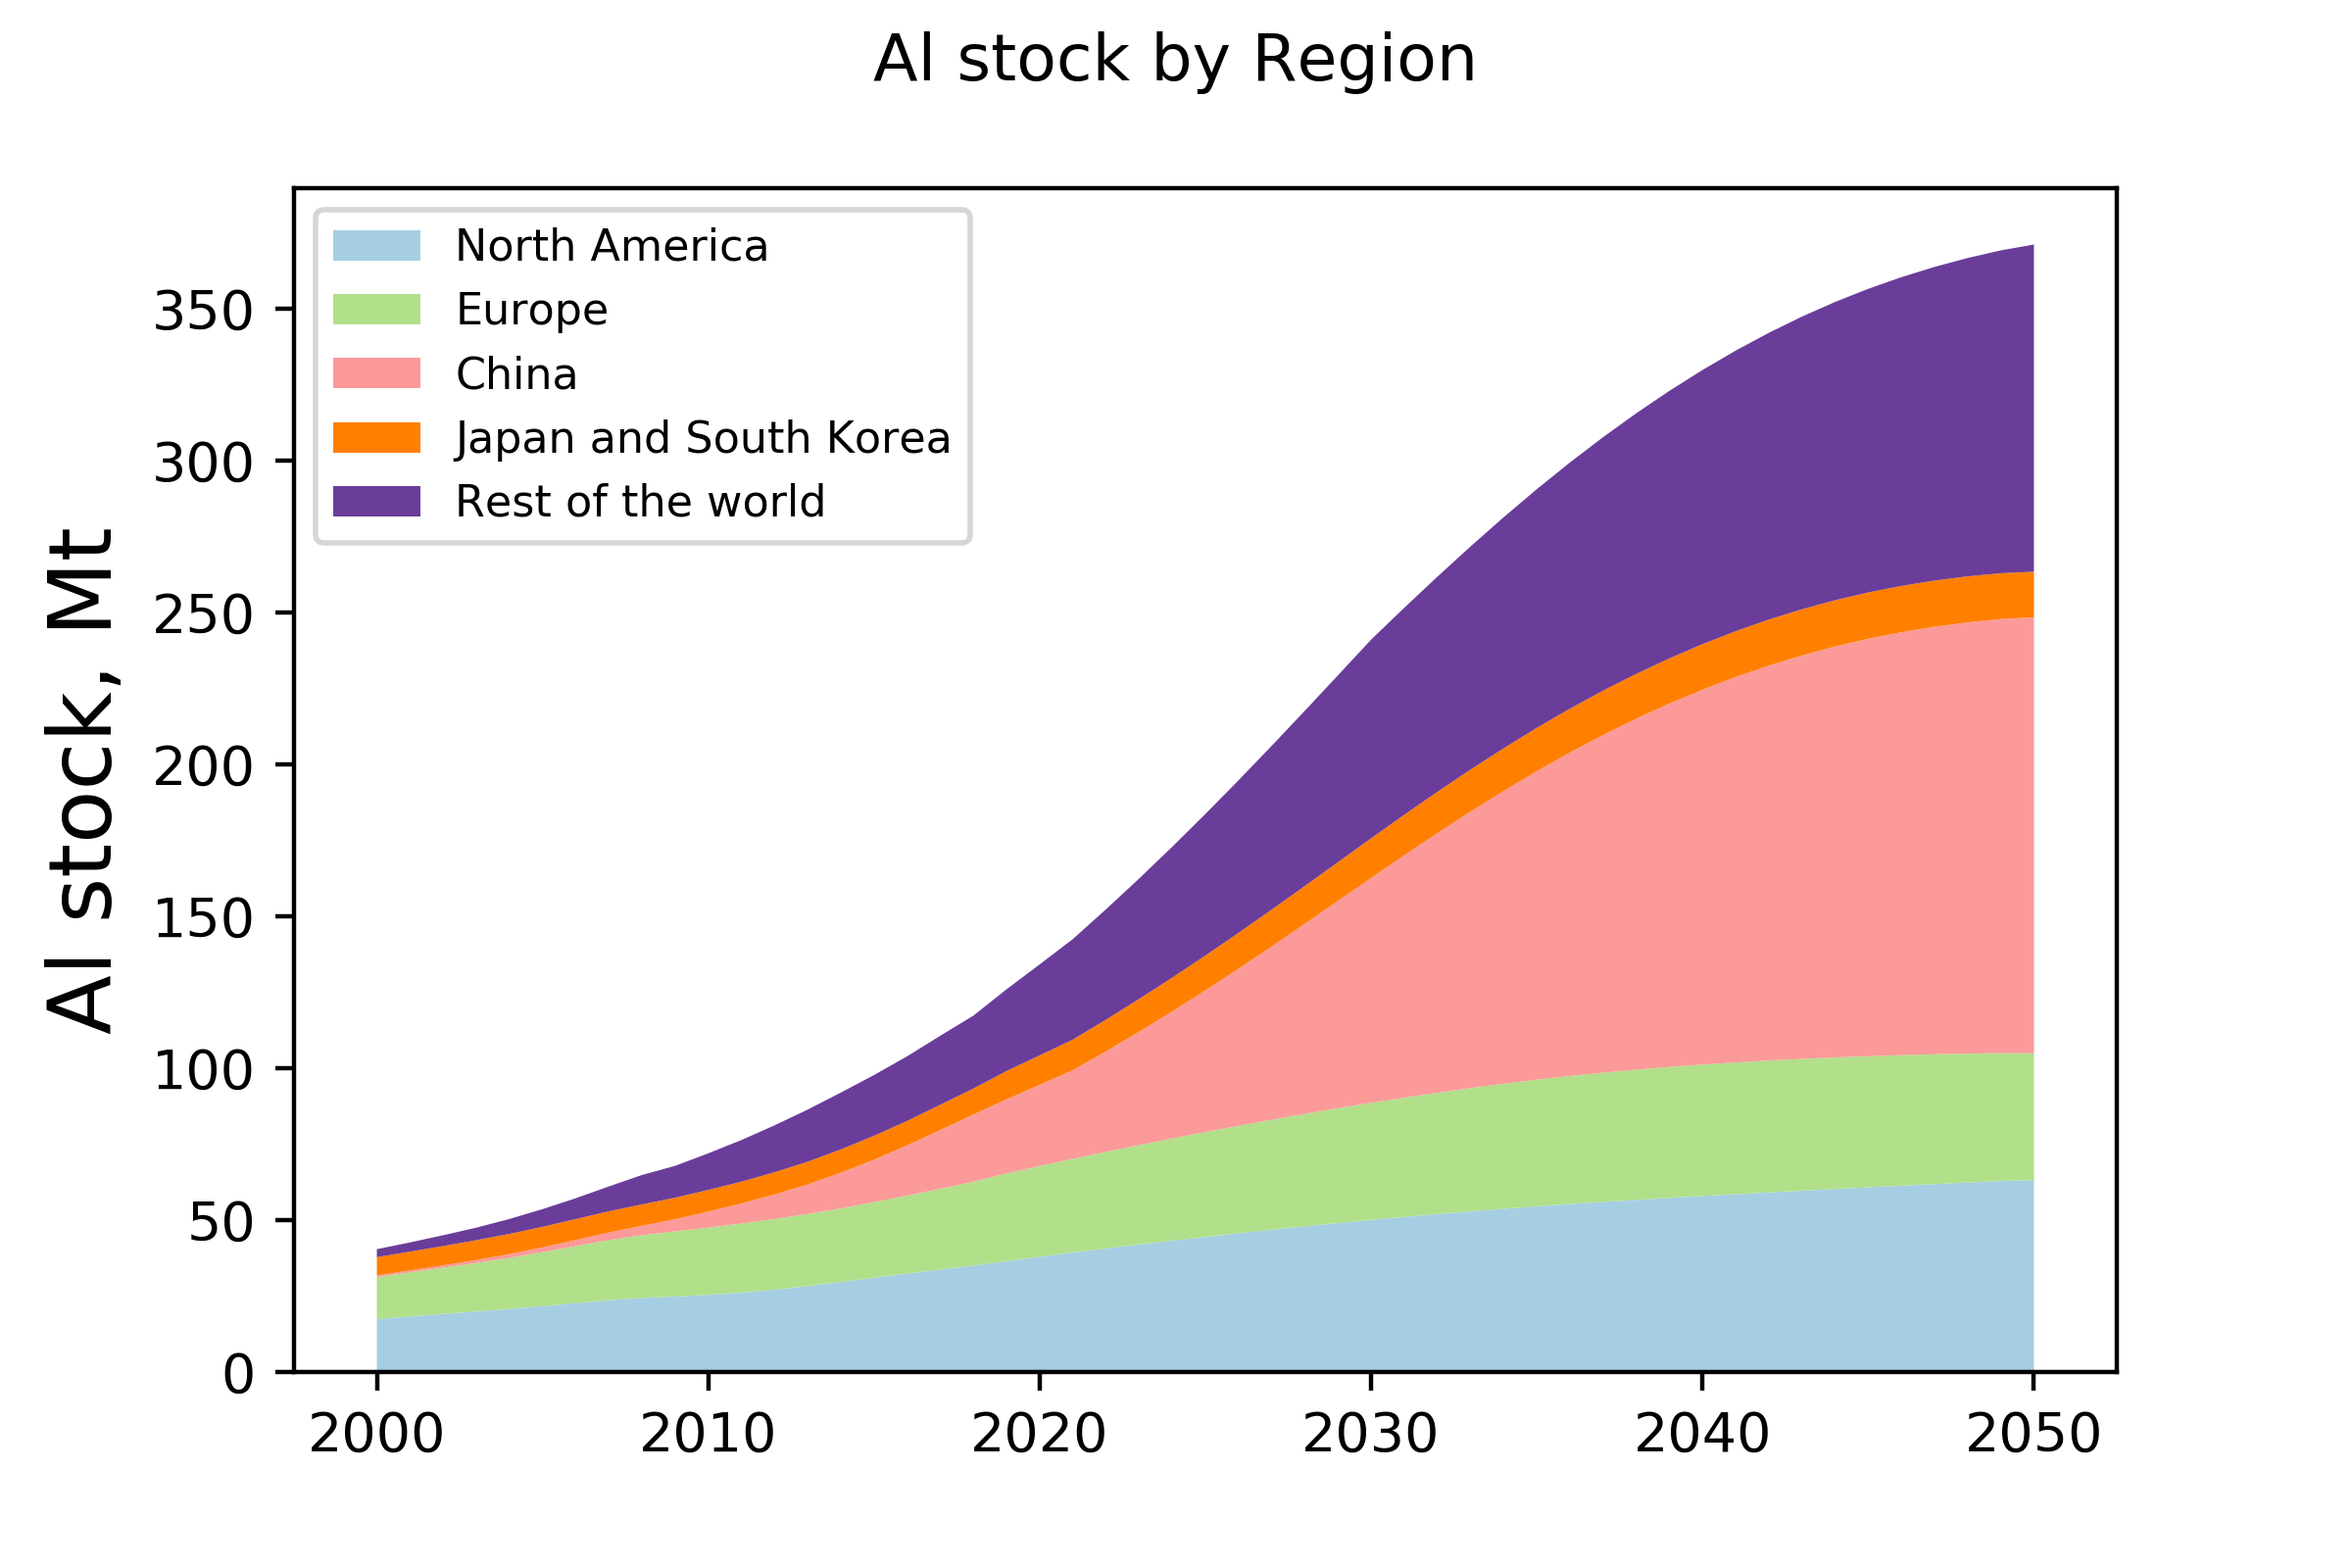 Al stock by Region
Al stock, Mt
350
300
250
200
150
100
50
0
North America
Europe
China
Japan and South Korea
Rest of the world
2000 2010 2020 2030 2040 2050